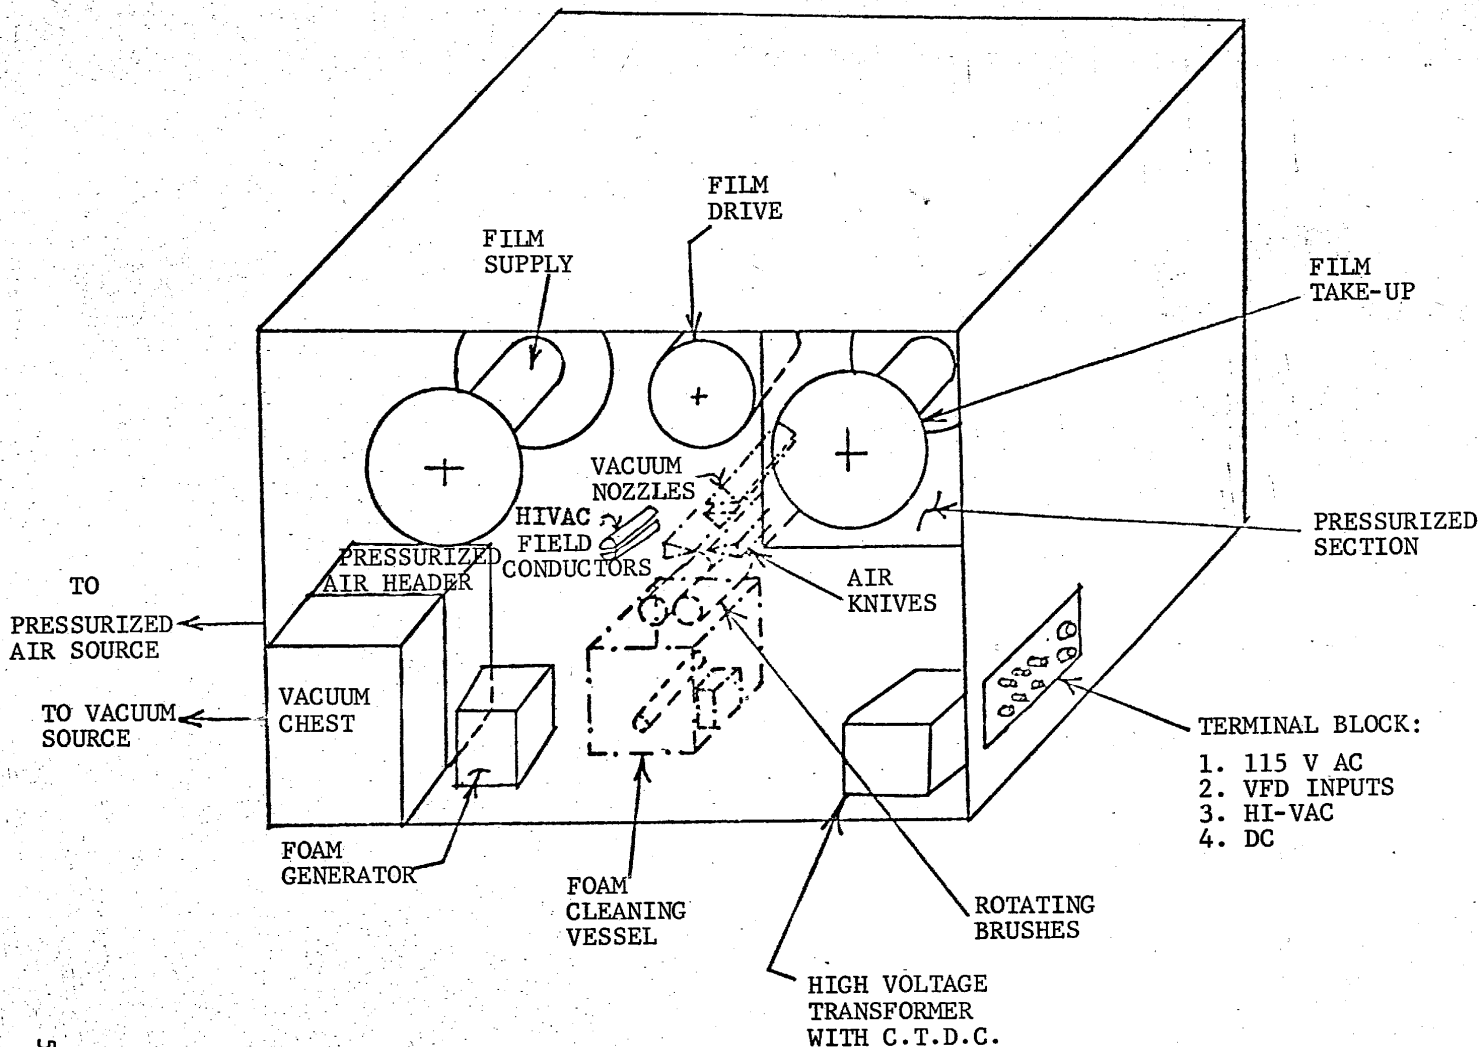 FILM
DRIVE
FILM
SUPPLY
FILM
TAKE-UP
VACUUM
NOZZLES
HIVAC
FIELD
CONDUCTORS
PRESSURIZED
SECTION
PRESSURIZED
AIR HEADER
AIR
KNIVES
TO
PRESSURIZED
AIR SOURCE
VACUUM
CHEST
TO VACUUM
SOURCE
TERMINAL BLOCK:
1. 115 V AC
2. VFD INPUTS
3. HI-VAC
4. DC
FOAM
GENERATOR
FOAM
CLEANING
VESSEL
ROTATING
BRUSHES
HIGH VOLTAGE
TRANSFORMER
WITH C.T.D.C.
5